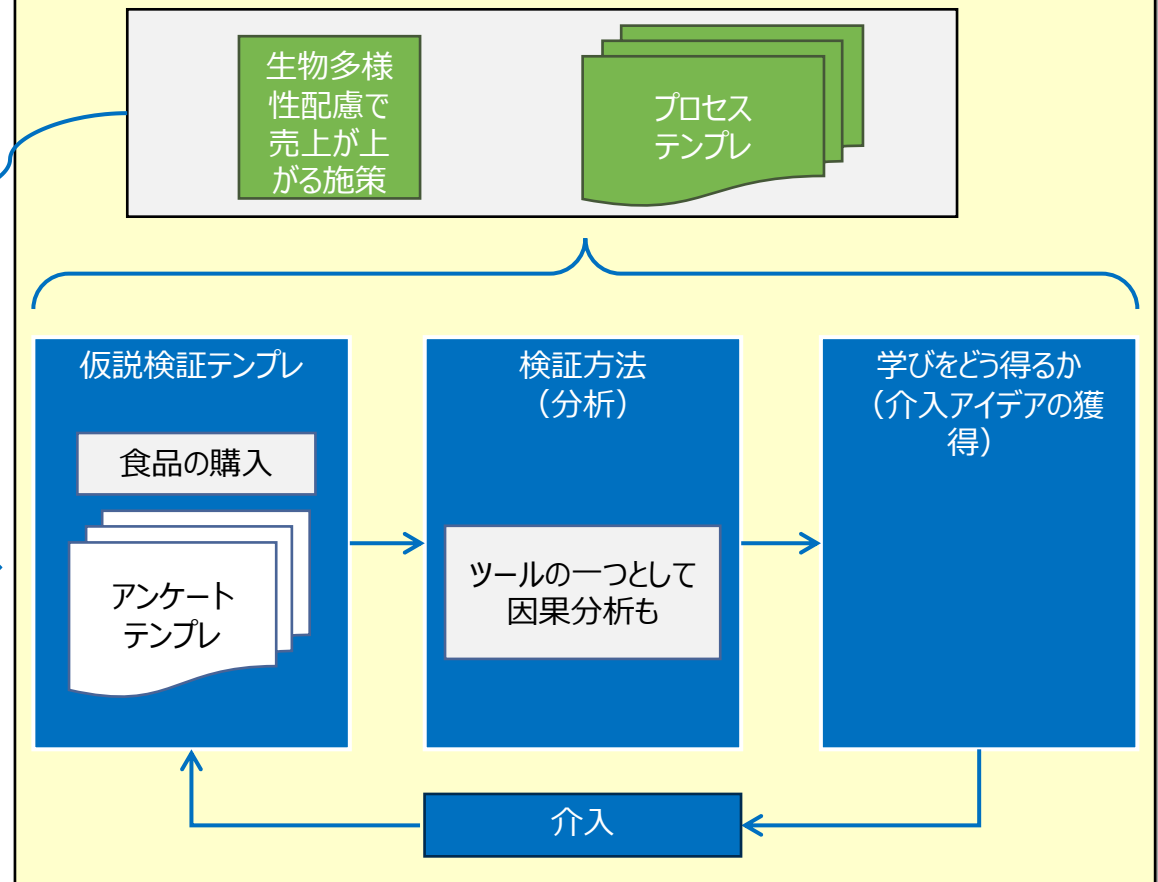 生物多様
性配慮で
売上が上
がる施策
プロセス
テンプレ
仮説検証テンプレ
食品の購入
アンケート
テンプレ
検証方法
（分析）
ツールの一つとして
因果分析も
学びをどう得るか
（介入アイデアの獲
得）
介入